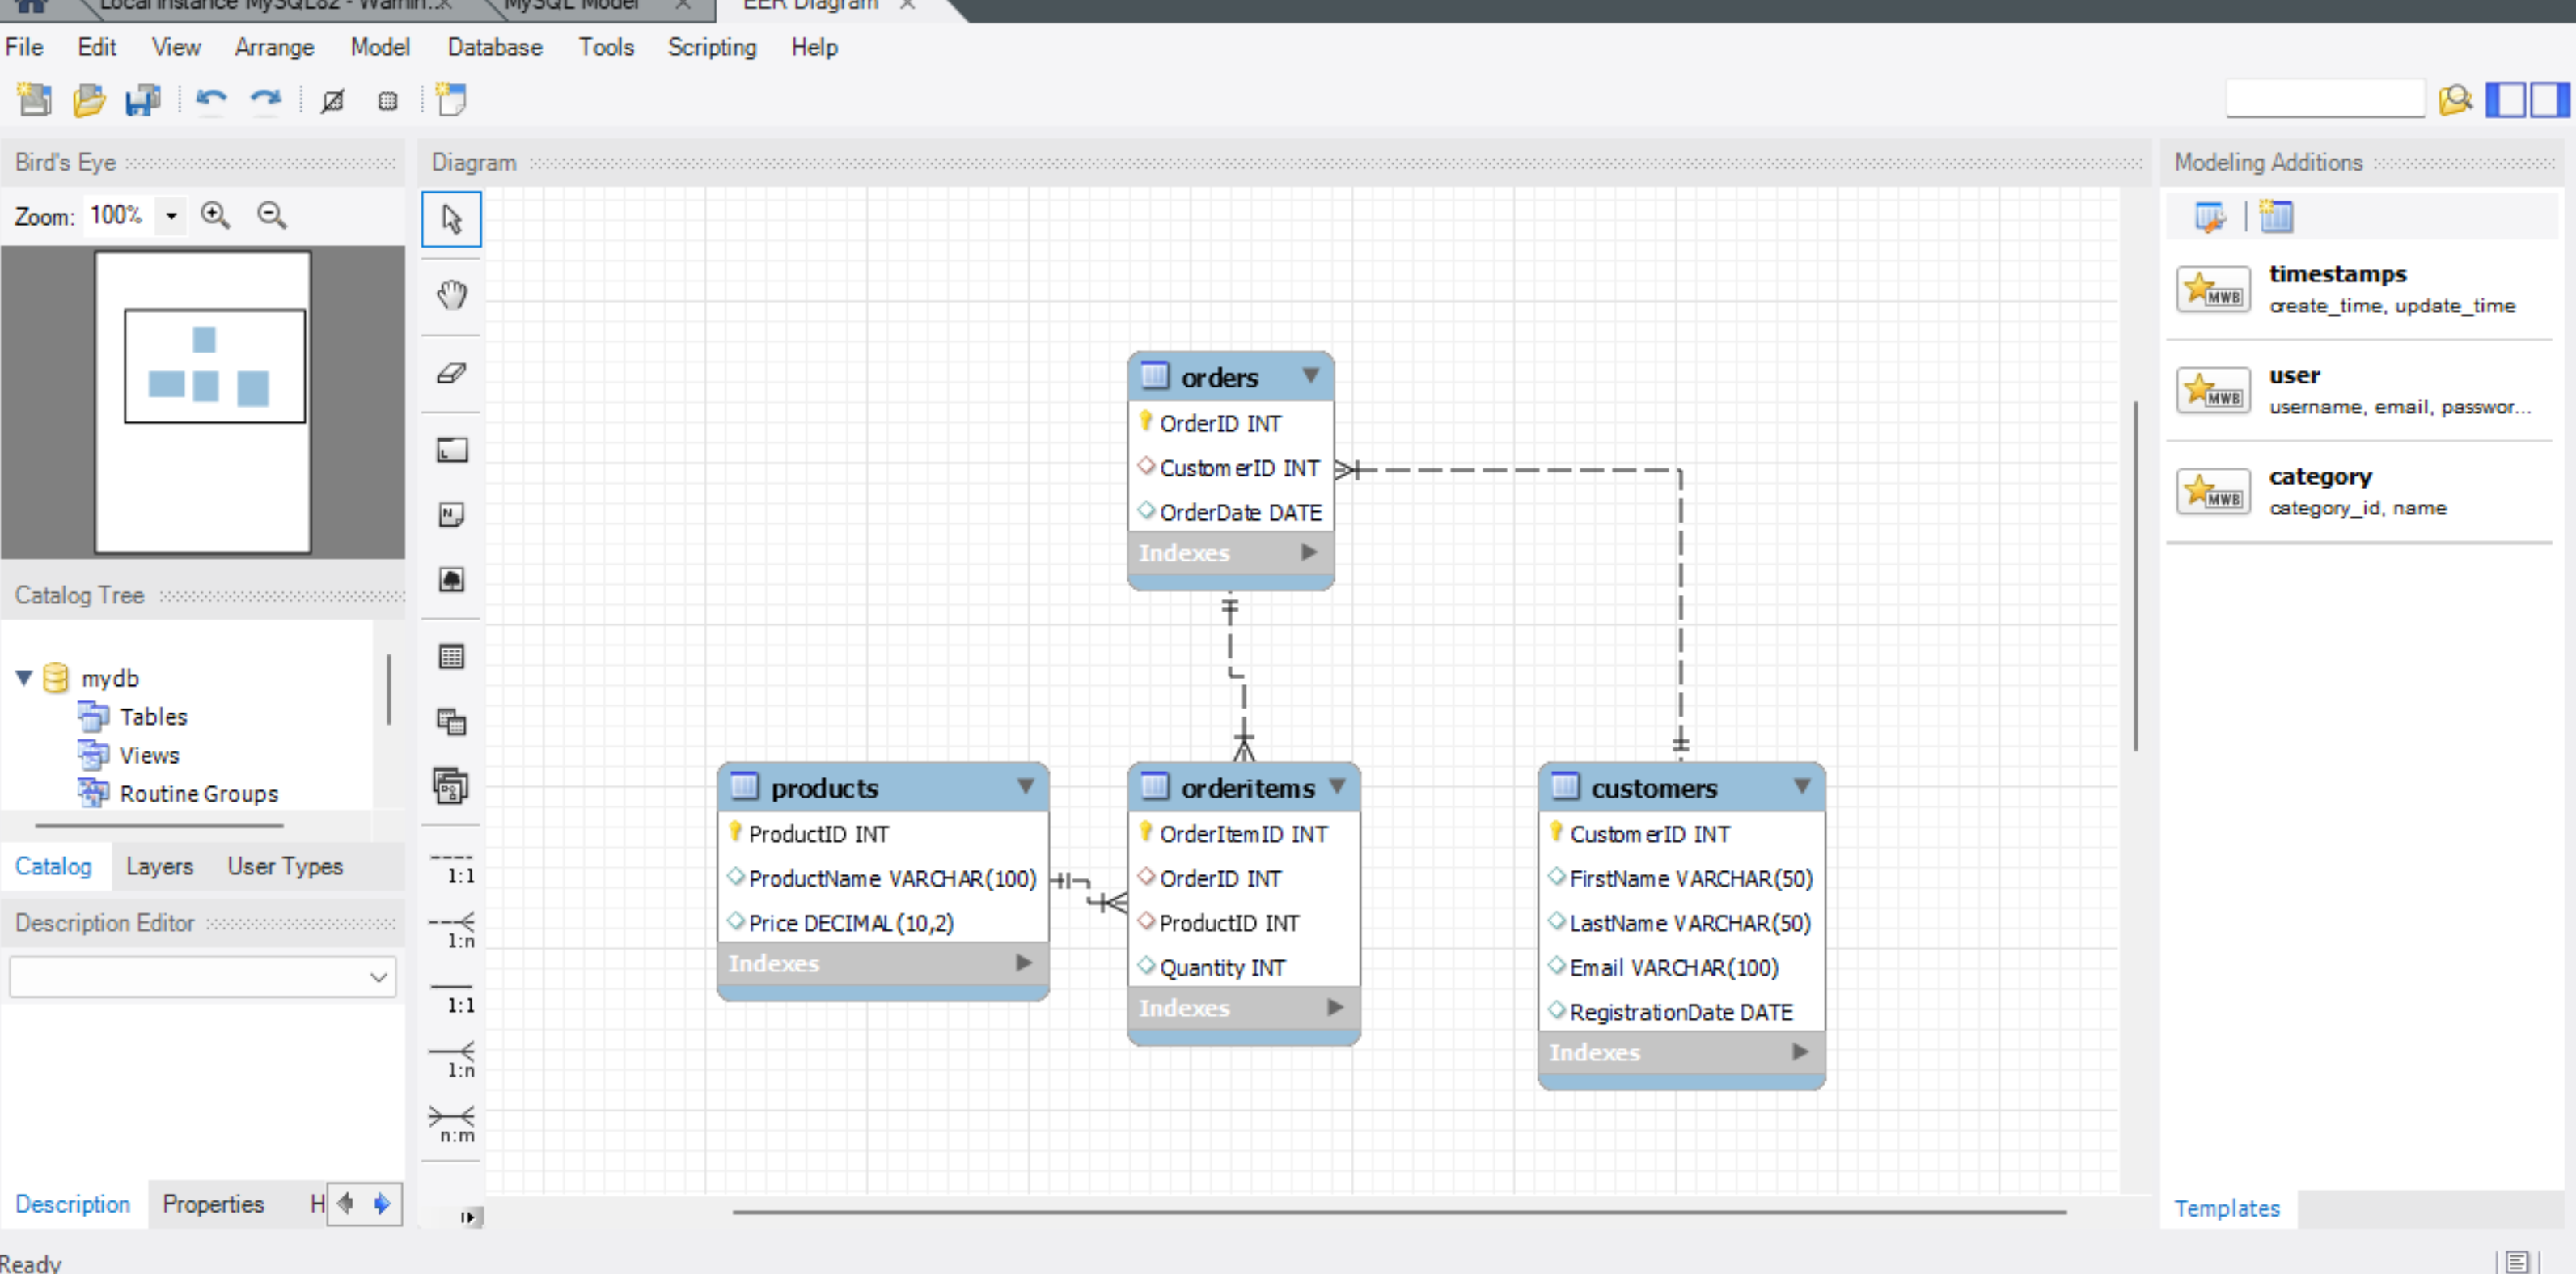 Local instance MySQL82 - Warnin...
MySQL Model
EER Diagram
File Edit View Arrange Model Database Tools Scripting Help
Bird's Eye
Zoom: 100%
Catalog Tree
mydb
Tables
Views
Routine Groups
Catalog Layers User Types
Description Editor
Description Properties H
Ready
Diagram
1:1
1:n
1:1
1:n
n:m
orders
OrderID INT
CustomerID INT
OrderDate DATE
Indexes
products
ProductID INT
ProductName VARCHAR(100)
Price DECIMAL(10,2)
Indexes
orderitems
OrderItemID INT
OrderID INT
ProductID INT
Quantity INT
Indexes
customers
CustomerID INT
FirstName VARCHAR(50)
LastName VARCHAR(50)
Email VARCHAR(100)
RegistrationDate DATE
Indexes
Modeling Additions
MWB
timestamps
create_time, update_time
MWB
user
username, email, passwor...
MWB
category
category_id, name
Templates